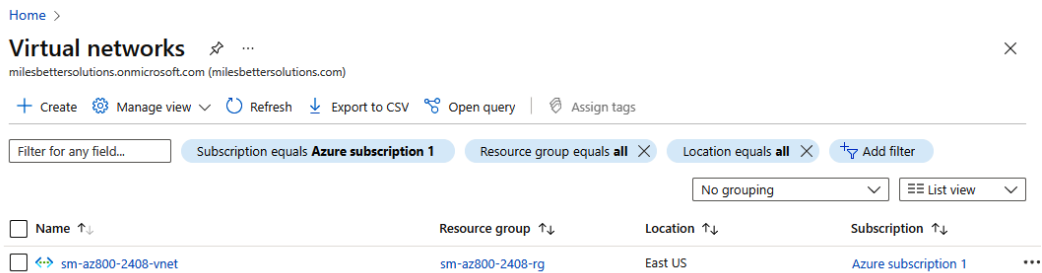 Home >
Virtual networks ...
milesbettersolutions.onmicrosoft.com (milesbettersolutions.com)
+ Create Manage view Refresh Export to CSV Open query Assign tags
Filter for any field... Subscription equals Azure subscription 1 Resource group equals all Location equals all Add filter
No grouping List view
Name ↑↓ Resource group ↑↓ Location ↑↓ Subscription ↑↓
sm-az800-2408-vnet sm-az800-2408-rg East US Azure subscription 1 ...